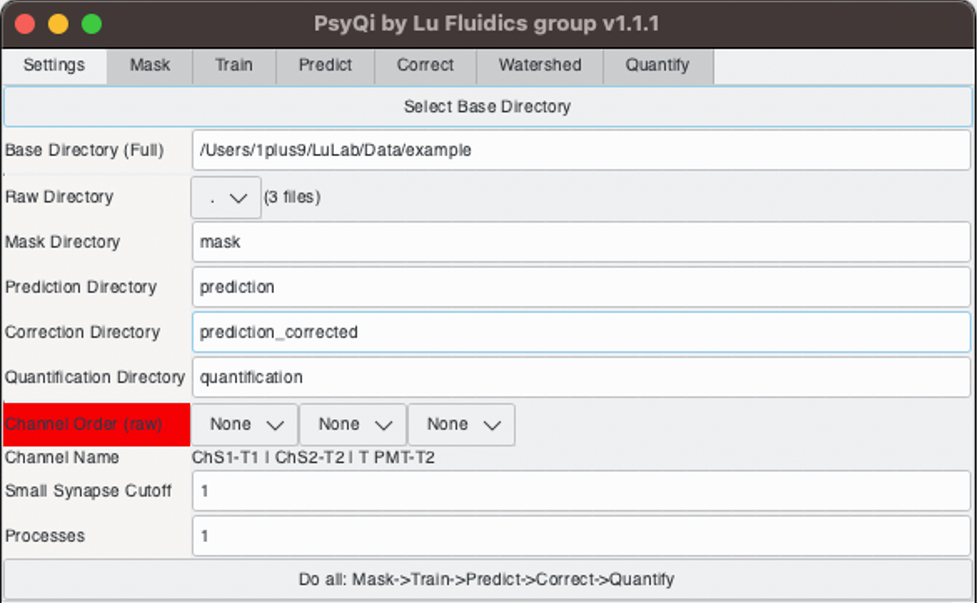 PsyQi by Lu Fluidics group v1.1.1
Settings Mask Train Predict Correct Watershed Quantify
Select Base Directory
Base Directory (Full) /Users/1plus9/LuLab/Data/example
Raw Directory . (3 files)
Mask Directory mask
Prediction Directory prediction
Correction Directory prediction_corrected
Quantification Directory quantification
Channel Order (raw) None None None
Channel Name ChS1-T1 | ChS2-T2 | T PMT-T2
Small Synapse Cutoff 1
Processes 1
Do all: Mask->Train->Predict->Correct->Quantify